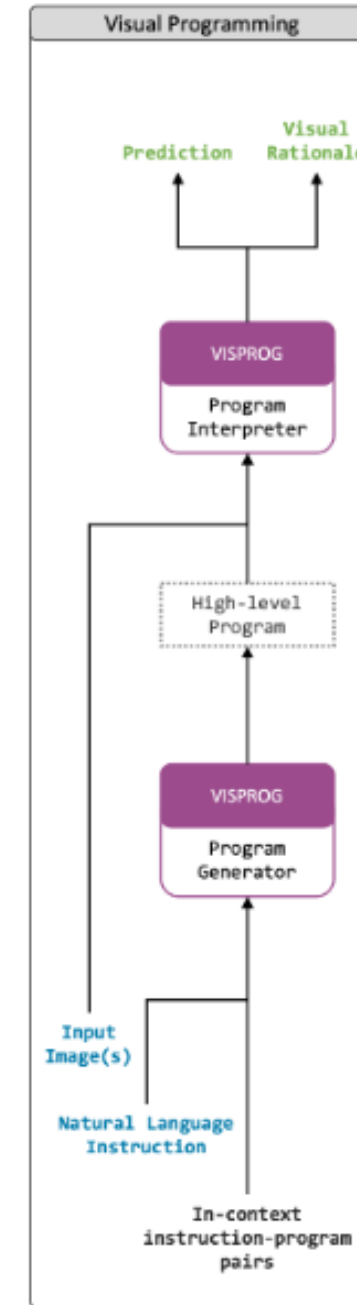 Visual Programming
Visual
Prediction Rationale
VISPROG
Program
Interpreter
High-level
Program
VISPROG
Program
Generator
Input
Image(s)
Natural Language
Instruction
In-context
instruction-program
pairs